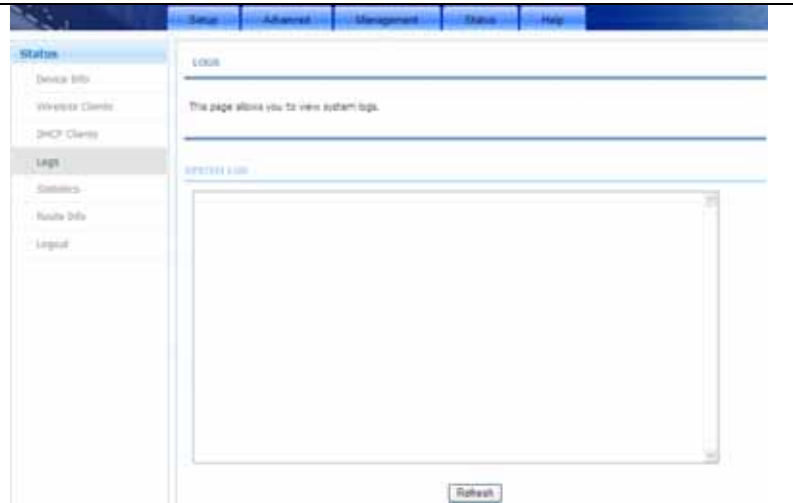 Setup Advanced Management Status Help
Status
Device Info
Wireless Clients
DHCP Clients
Logs
Statistics
Route Info
Logout
LOGS
This page allows you to view system logs.
SYSTEM LOG
Refresh